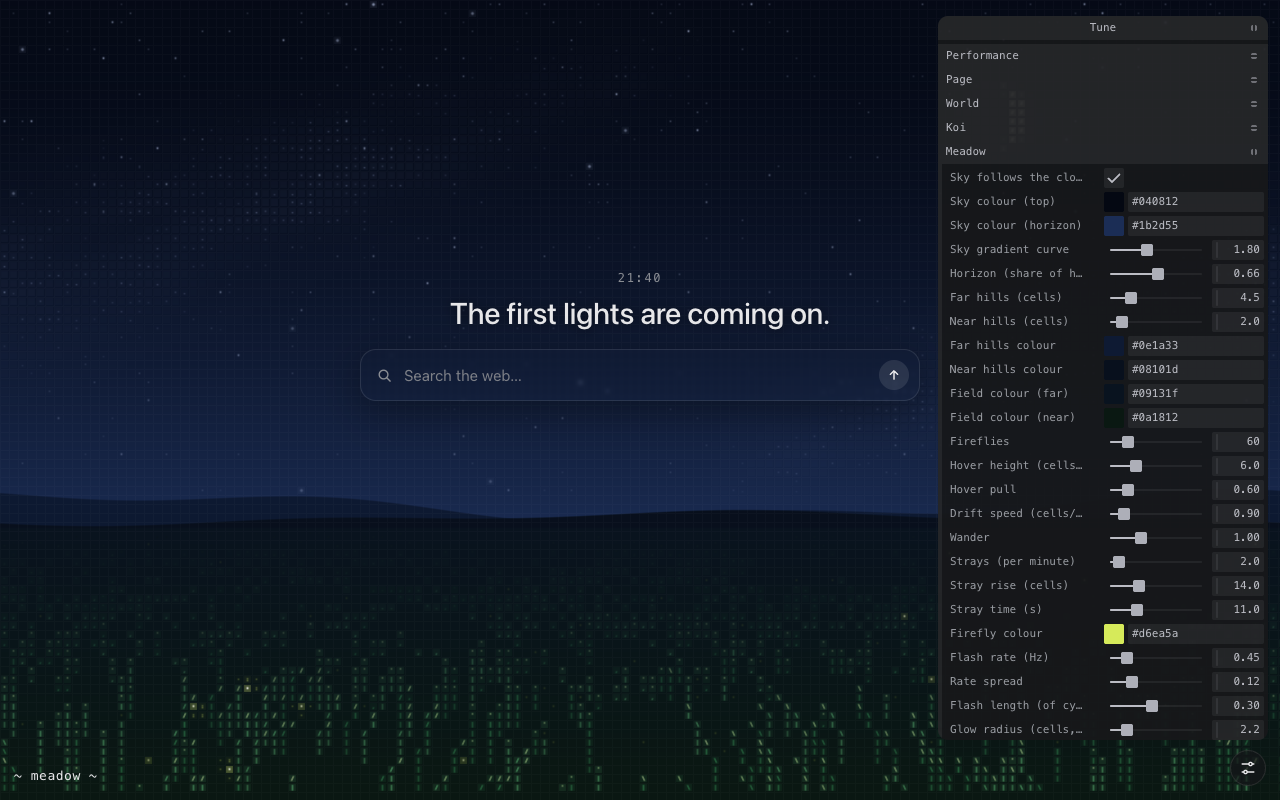 Tune
Performance
Page
World
Koi
Meadow
Sky follows the clo…
Sky colour (top) #040812
Sky colour (horizon) #1b2d55
Sky gradient curve 1.80
Horizon (share of h… 0.66
Far hills (cells) 4.5
Near hills (cells) 2.0
Far hills colour #0e1a33
Near hills colour #08101d
Field colour (far) #09131f
Field colour (near) #0a1812
Fireflies 60
Hover height (cells… 6.0
Hover pull 0.60
Drift speed (cells/… 0.90
Wander 1.00
Strays (per minute) 2.0
Stray rise (cells) 14.0
Stray time (s) 11.0
Firefly colour #d6ea5a
Flash rate (Hz) 0.45
Rate spread 0.12
Flash length (of cy… 0.30
Glow radius (cells,… 2.2
21:40
The first lights are coming on.
Search the web...
~ meadow ~